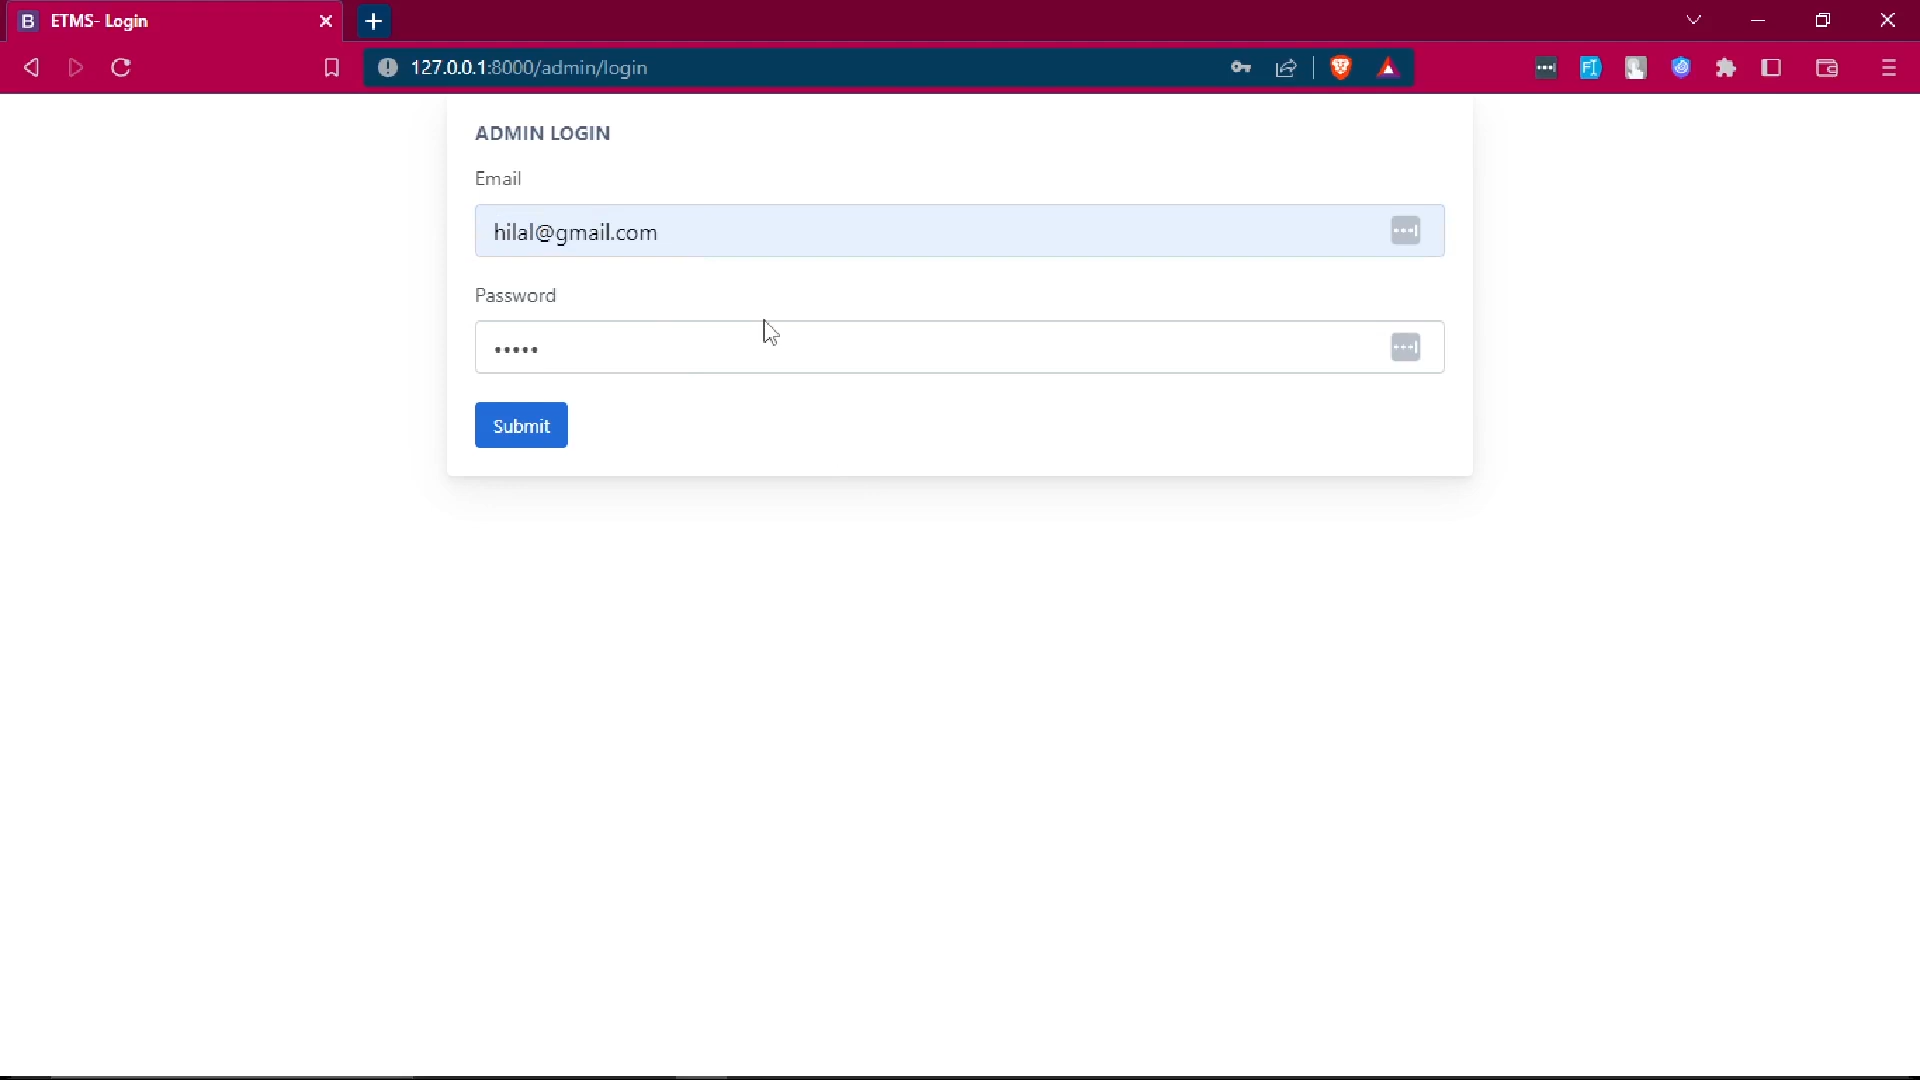 B ETMS- Login
127.0.0.1:8000/admin/login
ADMIN LOGIN
Email
hilal@gmail.com
Password
•••••
Submit